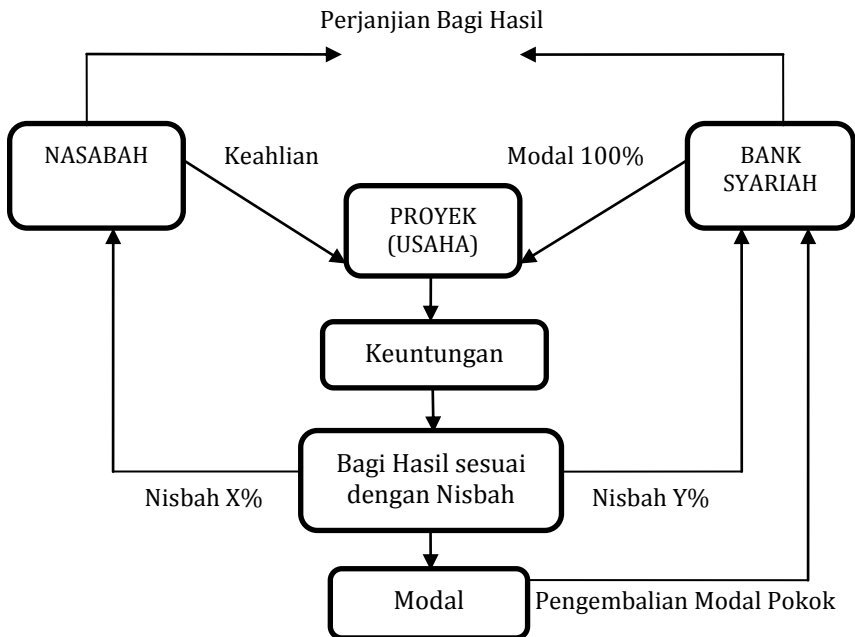 Perjanjian Bagi Hasil
NASABAH
Keahlian
Modal 100%
BANK
SYARIAH
PROYEK
(USAHA)
Keuntungan
Bagi Hasil sesuai
dengan Nisbah
Nisbah X%
Nisbah Y%
Modal
Pengembalian Modal Pokok